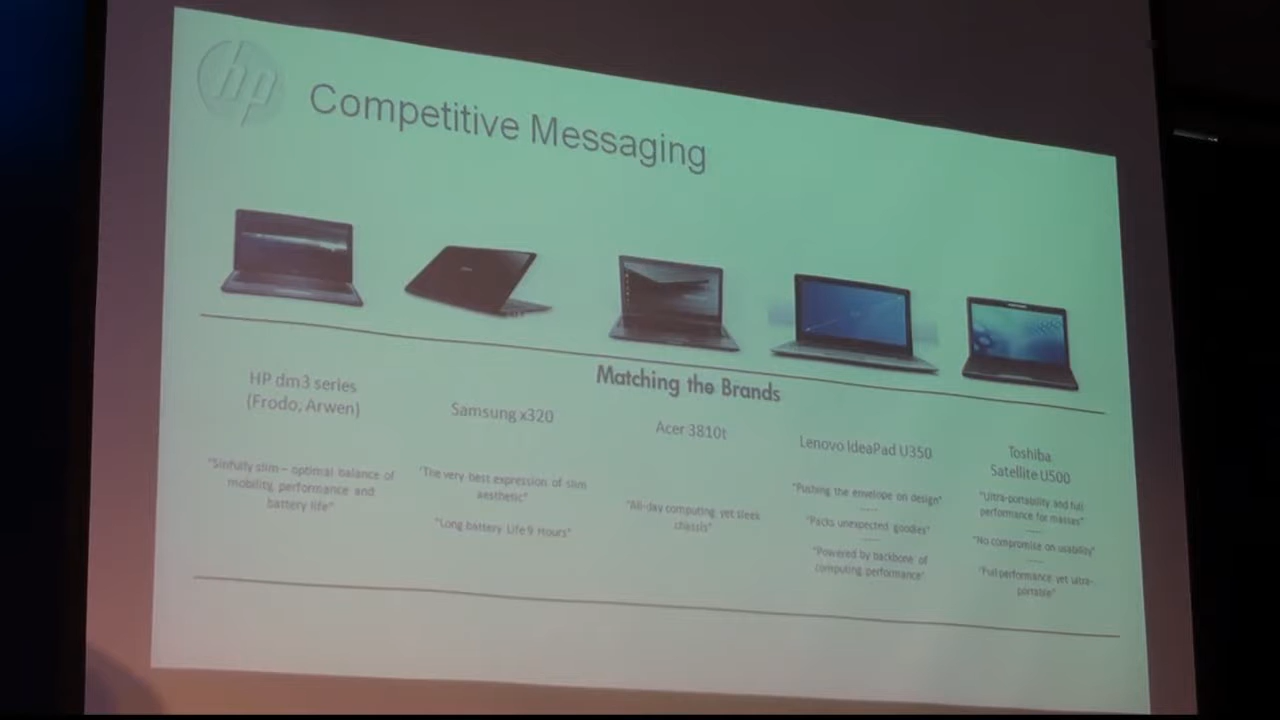 hp
Competitive Messaging
Matching the Brands
HP dm3 series
(Frodo, Arwen)
"Sinfully slim – optimal balance of
mobility, performance and
battery life"
Samsung x320
"The very best expression of slim
aesthetic"
"Long battery Life 9 Hours"
Acer 3810t
"All-day computing yet sleek
chassis"
Lenovo IdeaPad U350
"Pushing the envelope on design"
-----
"Packs unexpected goodies"
-----
"Powered by backbone of
computing performance"
Toshiba
Satellite U500
"Ultra-portability and full
performance for masses"
-----
"No compromise on usability"
-----
"Full performance yet ultra-
portable"